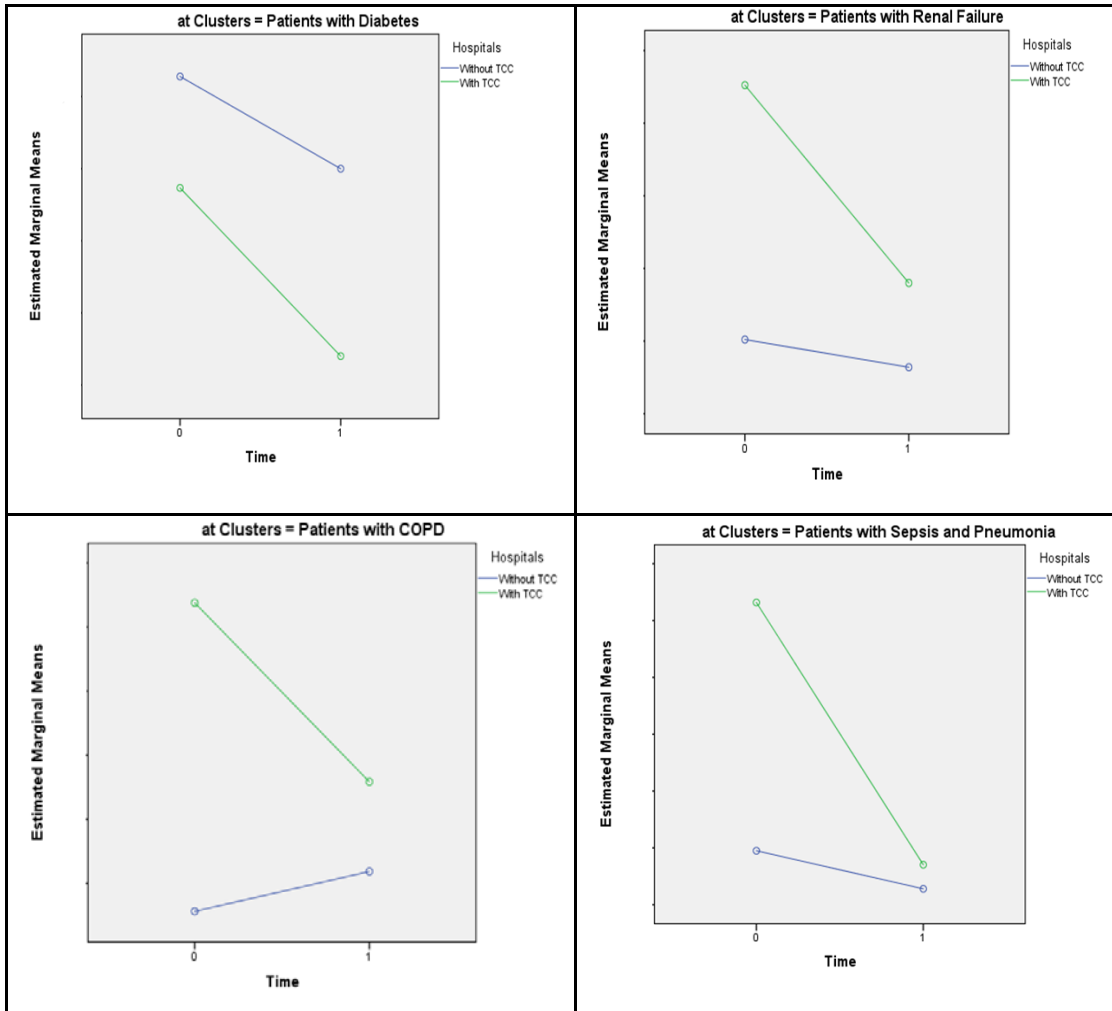 at Clusters = Patients with Diabetes
Hospitals
Without TCC
With TCC
Estimated Marginal Means
0
1
Time
at Clusters = Patients with Renal Failure
Hospitals
Without TCC
With TCC
Estimated Marginal Means
0
1
Time
at Clusters = Patients with COPD
Hospitals
Without TCC
With TCC
Estimated Marginal Means
0
1
Time
at Clusters = Patients with Sepsis and Pneumonia
Hospitals
Without TCC
With TCC
Estimated Marginal Means
0
1
Time